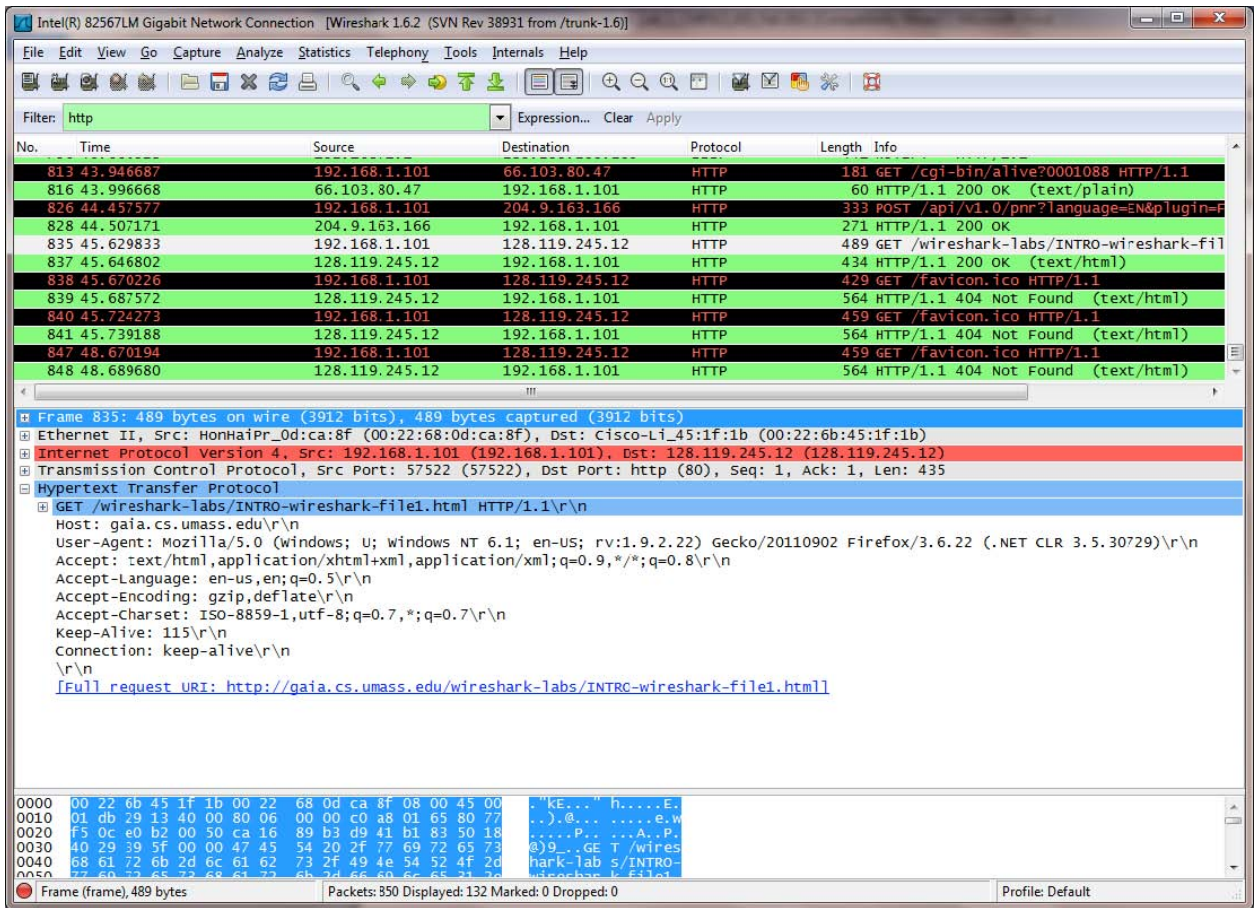 Intel(R) 82567LM Gigabit Network Connection [Wireshark 1.6.2 (SVN Rev 38931 from /trunk-1.6)]
File Edit View Go Capture Analyze Statistics Telephony Tools Internals Help
Filter: http Expression... Clear Apply
No. Time Source Destination Protocol Length Info
813 43.946687 192.168.1.101 66.103.80.47 HTTP 181 GET /cgi-bin/alive?0001088 HTTP/1.1
816 43.996668 66.103.80.47 192.168.1.101 HTTP 60 HTTP/1.1 200 OK (text/plain)
826 44.457577 192.168.1.101 204.9.163.166 HTTP 333 POST /api/v1.0/pnr?language=EN&plugin=F
828 44.507171 204.9.163.166 192.168.1.101 HTTP 271 HTTP/1.1 200 OK
835 45.629833 192.168.1.101 128.119.245.12 HTTP 489 GET /wireshark-labs/INTRO-wireshark-fil
837 45.646802 128.119.245.12 192.168.1.101 HTTP 434 HTTP/1.1 200 OK (text/html)
838 45.670226 192.168.1.101 128.119.245.12 HTTP 429 GET /favicon.ico HTTP/1.1
839 45.687572 128.119.245.12 192.168.1.101 HTTP 564 HTTP/1.1 404 Not Found (text/html)
840 45.724273 192.168.1.101 128.119.245.12 HTTP 459 GET /favicon.ico HTTP/1.1
841 45.739188 128.119.245.12 192.168.1.101 HTTP 564 HTTP/1.1 404 Not Found (text/html)
847 48.670194 192.168.1.101 128.119.245.12 HTTP 459 GET /favicon.ico HTTP/1.1
848 48.689680 128.119.245.12 192.168.1.101 HTTP 564 HTTP/1.1 404 Not Found (text/html)
Frame 835: 489 bytes on wire (3912 bits), 489 bytes captured (3912 bits)
Ethernet II, Src: HonHaiPr_0d:ca:8f (00:22:68:0d:ca:8f), Dst: Cisco-Li_45:1f:1b (00:22:6b:45:1f:1b)
Internet Protocol Version 4, Src: 192.168.1.101 (192.168.1.101), Dst: 128.119.245.12 (128.119.245.12)
Transmission Control Protocol, Src Port: 57522 (57522), Dst Port: http (80), Seq: 1, Ack: 1, Len: 435
Hypertext Transfer Protocol
GET /wireshark-labs/INTRO-wireshark-file1.html HTTP/1.1\r\n
Host: gaia.cs.umass.edu\r\n
User-Agent: Mozilla/5.0 (Windows; U; Windows NT 6.1; en-US; rv:1.9.2.22) Gecko/20110902 Firefox/3.6.22 (.NET CLR 3.5.30729)\r\n
Accept: text/html,application/xhtml+xml,application/xml;q=0.9,*/*;q=0.8\r\n
Accept-Language: en-us,en;q=0.5\r\n
Accept-Encoding: gzip,deflate\r\n
Accept-Charset: ISO-8859-1,utf-8;q=0.7,*;q=0.7\r\n
Keep-Alive: 115\r\n
Connection: keep-alive\r\n
\r\n
[Full request URI: http://gaia.cs.umass.edu/wireshark-labs/INTRO-wireshark-file1.html]
0000 00 22 6b 45 1f 1b 00 22 68 0d ca 8f 08 00 45 00 ."kE..." h.....E.
0010 01 db 29 13 40 00 80 06 00 00 c0 a8 01 65 80 77 ..).@... .....e.w
0020 f5 0c e0 b2 00 50 ca 16 89 b3 d9 41 b1 83 50 18 .....P.. ...A..P.
0030 40 29 39 5f 00 00 47 45 54 20 2f 77 69 72 65 73 @)9_..GE T /wires
0040 68 61 72 6b 2d 6c 61 62 73 2f 49 4e 54 52 4f 2d hark-lab s/INTRO-
0050 77 69 72 65 73 68 61 72 6b 2d 66 69 6c 65 31 2e wireshar k-file1.
Frame (frame), 489 bytes Packets: 850 Displayed: 132 Marked: 0 Dropped: 0 Profile: Default